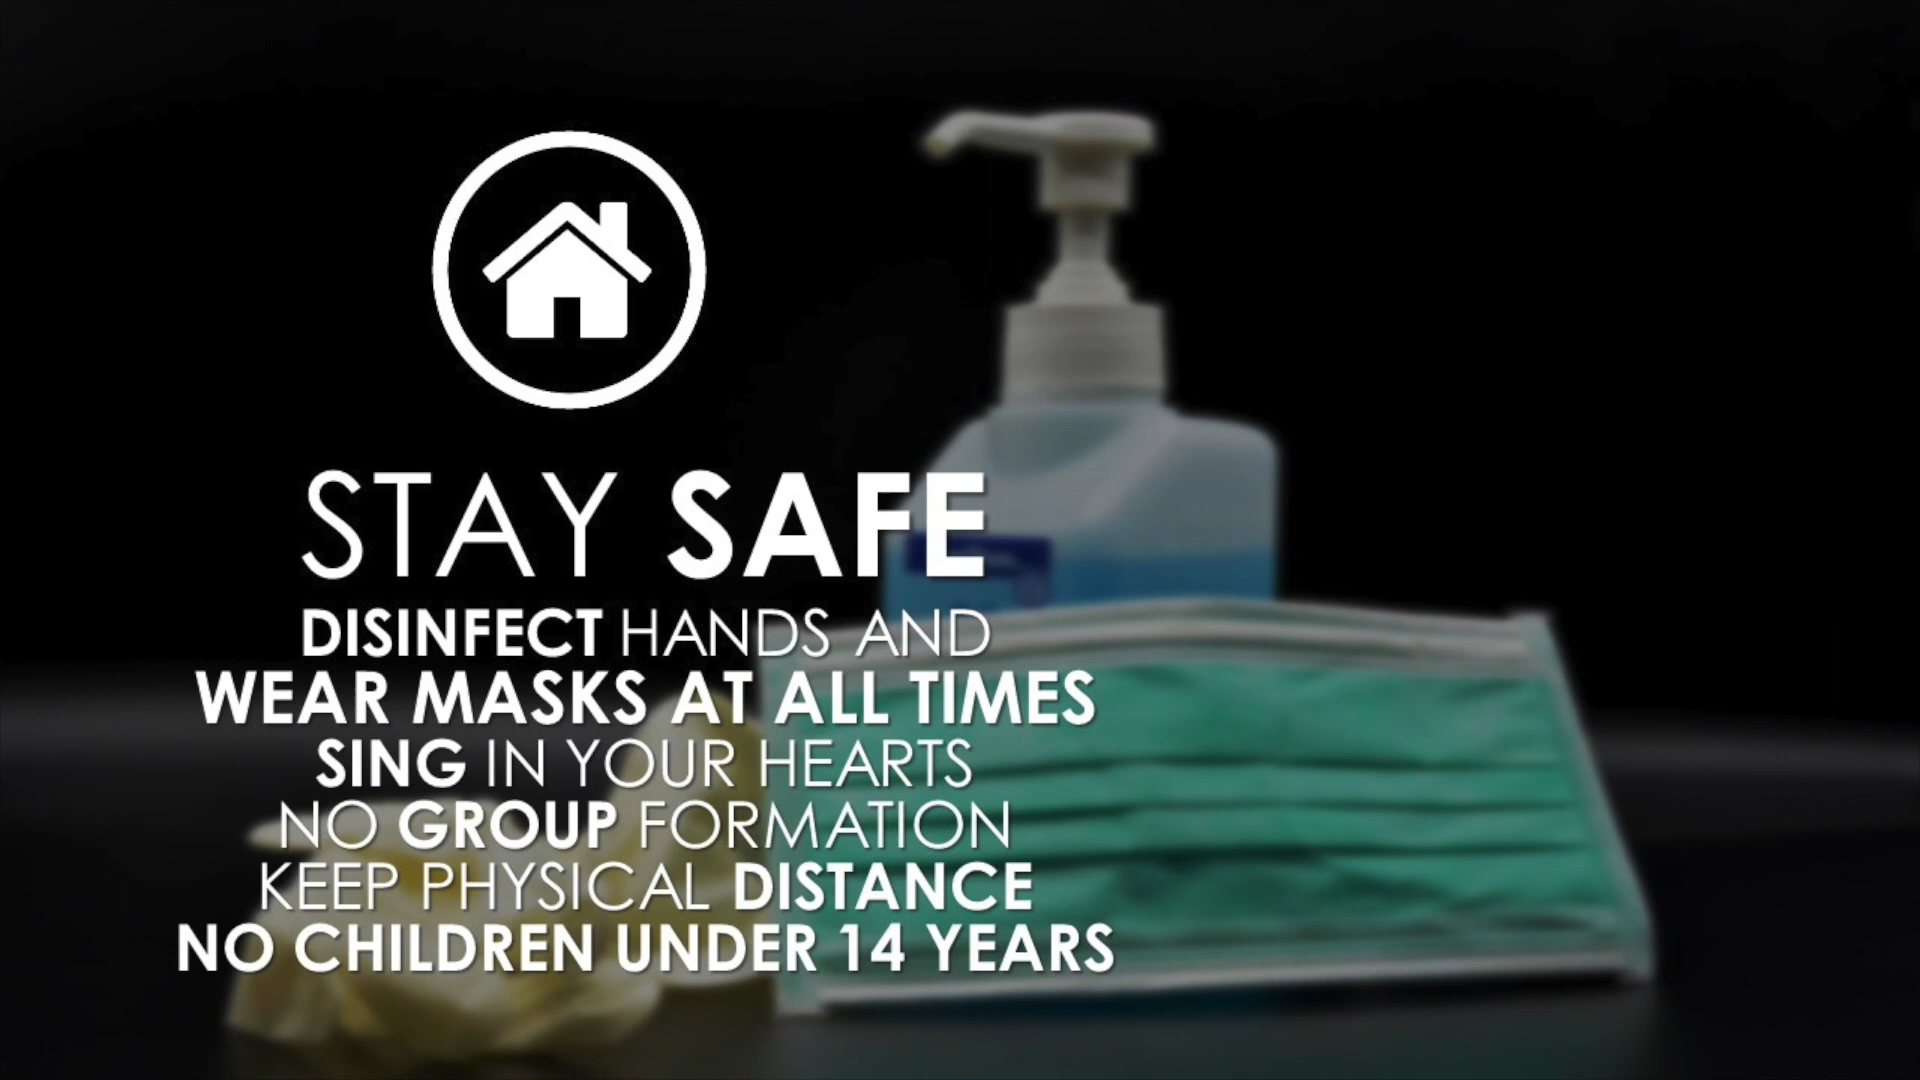 STAY SAFE
DISINFECT HANDS AND
WEAR MASKS AT ALL TIMES
SING IN YOUR HEARTS
NO GROUP FORMATION
KEEP PHYSICAL DISTANCE
NO CHILDREN UNDER 14 YEARS